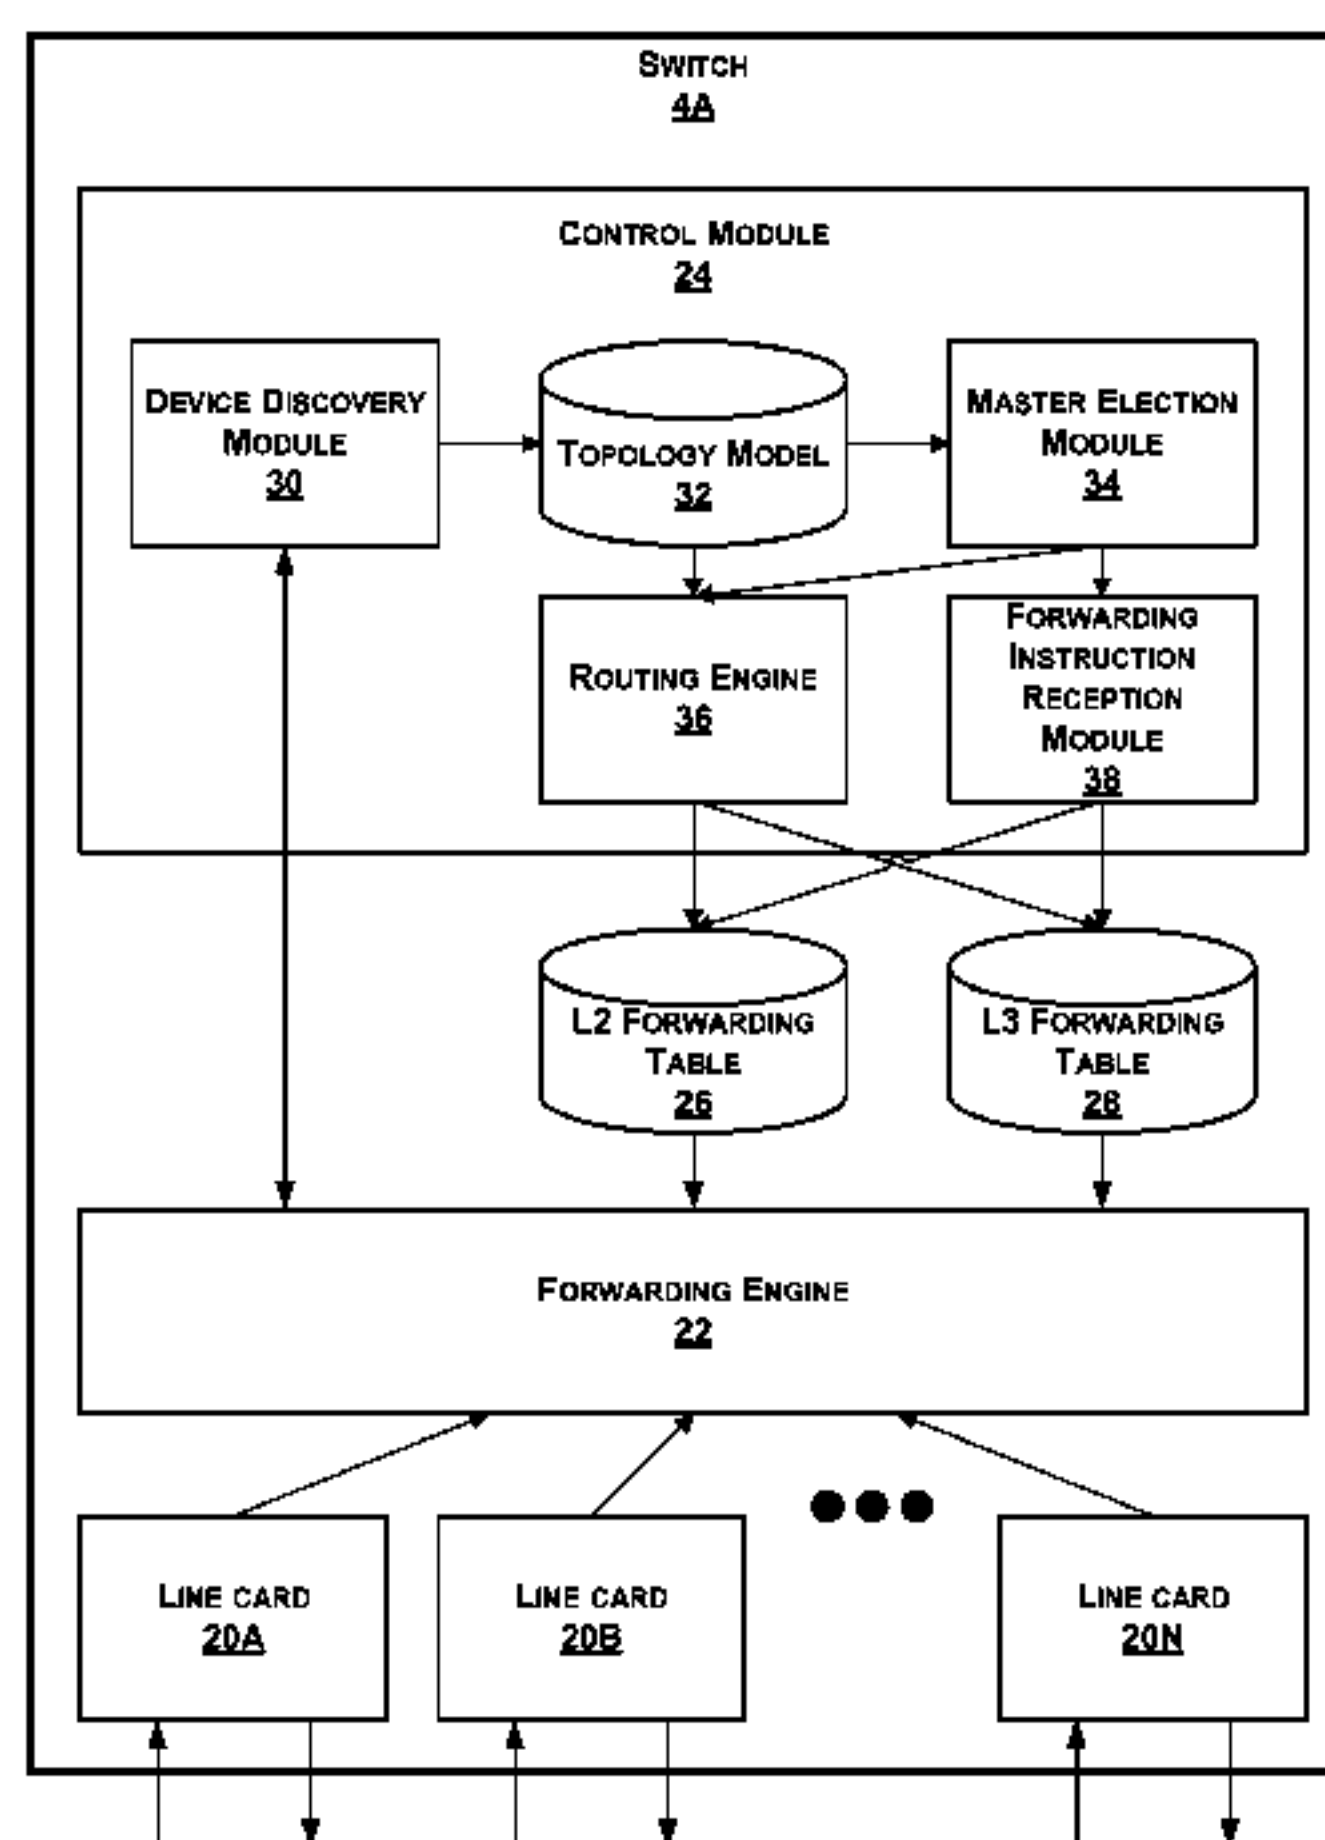 SWITCH
4A
CONTROL MODULE
24
DEVICE DISCOVERY
MODULE
30
TOPOLOGY MODEL
32
MASTER ELECTION
MODULE
34
ROUTING ENGINE
36
FORWARDING
INSTRUCTION
RECEPTION
MODULE
38
L2 FORWARDING
TABLE
26
L3 FORWARDING
TABLE
28
FORWARDING ENGINE
22
LINE CARD
20A
LINE CARD
20B
LINE CARD
20N